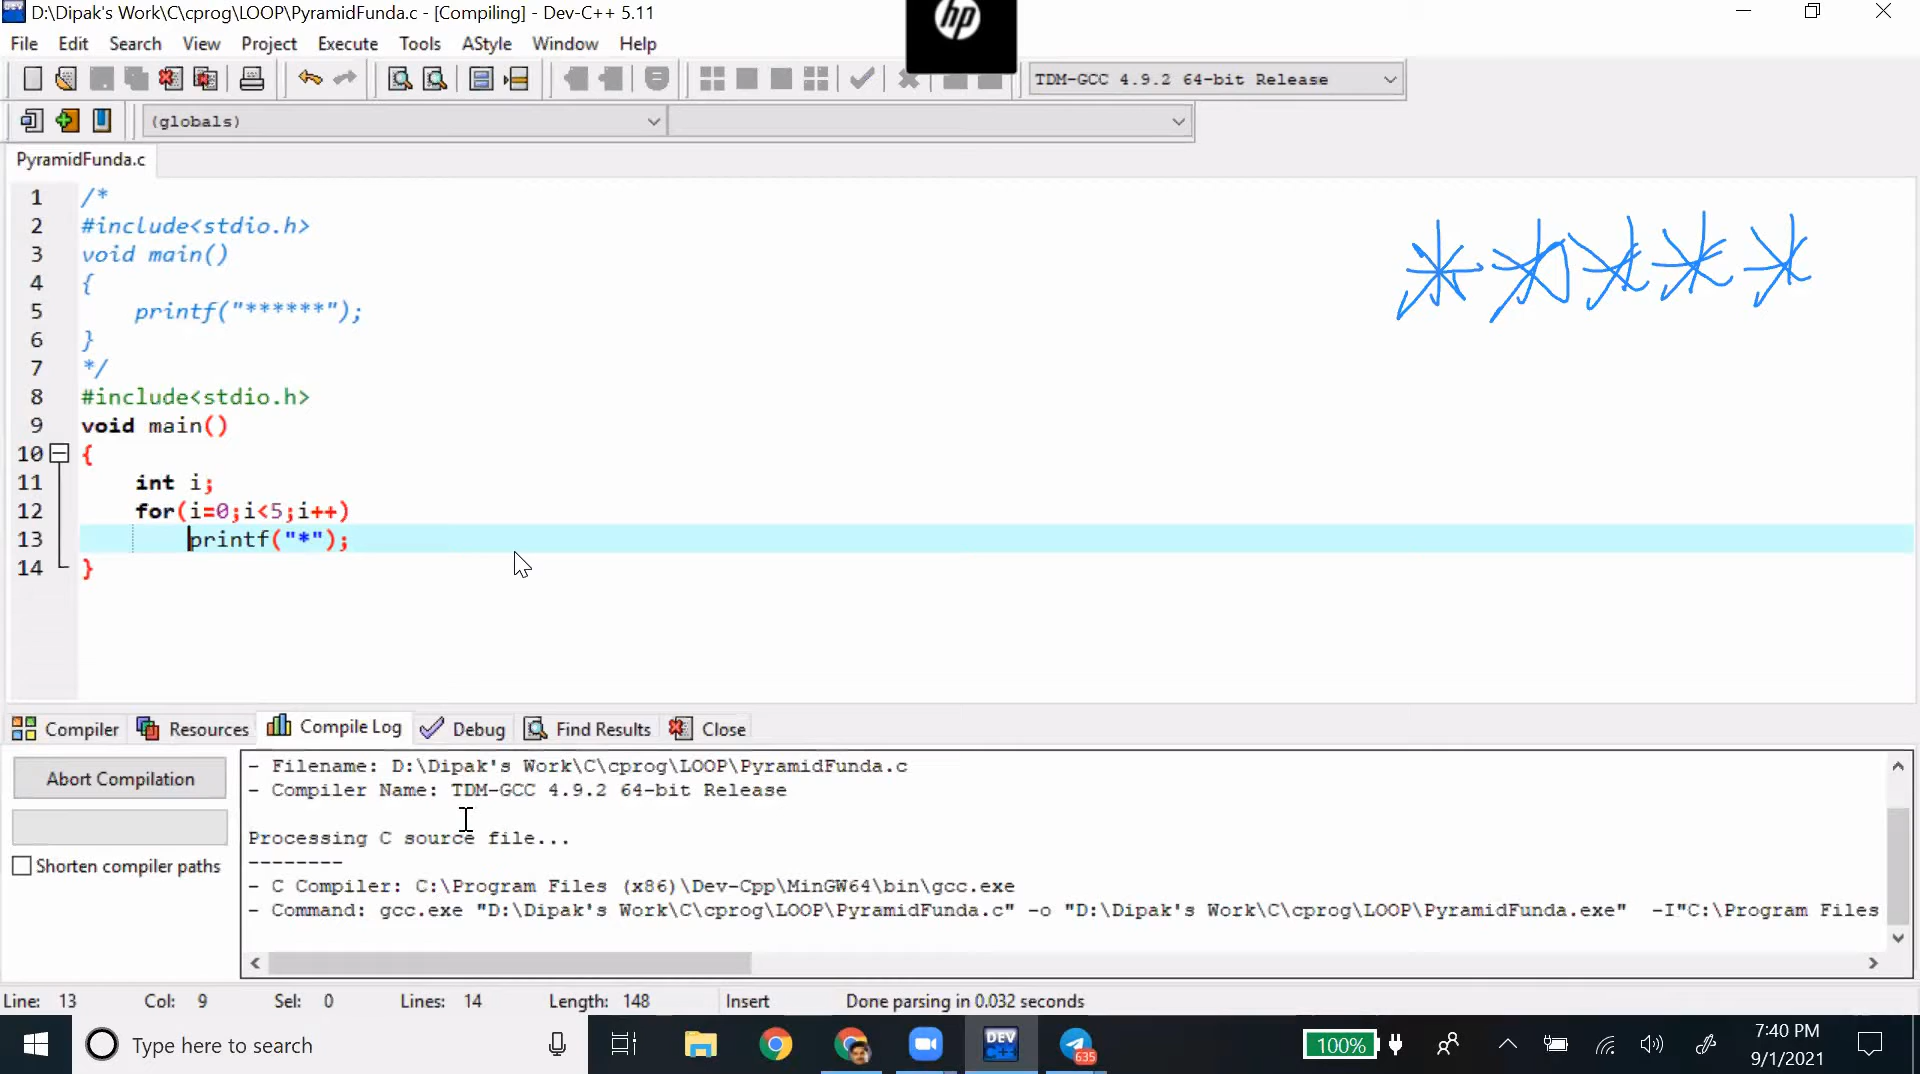 D:\Dipak's Work\C\cprog\LOOP\PyramidFunda.c - [Compiling] - Dev-C++ 5.11
hp
File Edit Search View Project Execute Tools AStyle Window Help
TDM-GCC 4.9.2 64-bit Release
(globals)
PyramidFunda.c
1 /*
2 #include<stdio.h>
3 void main()
4 {
5 printf("******");
6 }
7 */
8 #include<stdio.h>
9 void main()
10 {
11 int i;
12 for(i=0;i<5;i++)
13 printf("*");
14 }
* * * * *
Compiler Resources Compile Log Debug Find Results Close
Abort Compilation
Shorten compiler paths
- Filename: D:\Dipak's Work\C\cprog\LOOP\PyramidFunda.c
- Compiler Name: TDM-GCC 4.9.2 64-bit Release
Processing C source file...
--------
- C Compiler: C:\Program Files (x86)\Dev-Cpp\MinGW64\bin\gcc.exe
- Command: gcc.exe "D:\Dipak's Work\C\cprog\LOOP\PyramidFunda.c" -o "D:\Dipak's Work\C\cprog\LOOP\PyramidFunda.exe" -I"C:\Program Files
Line: 13 Col: 9 Sel: 0 Lines: 14 Length: 148 Insert Done parsing in 0.032 seconds
Type here to search
DEV C++
635
100%
7:40 PM
9/1/2021